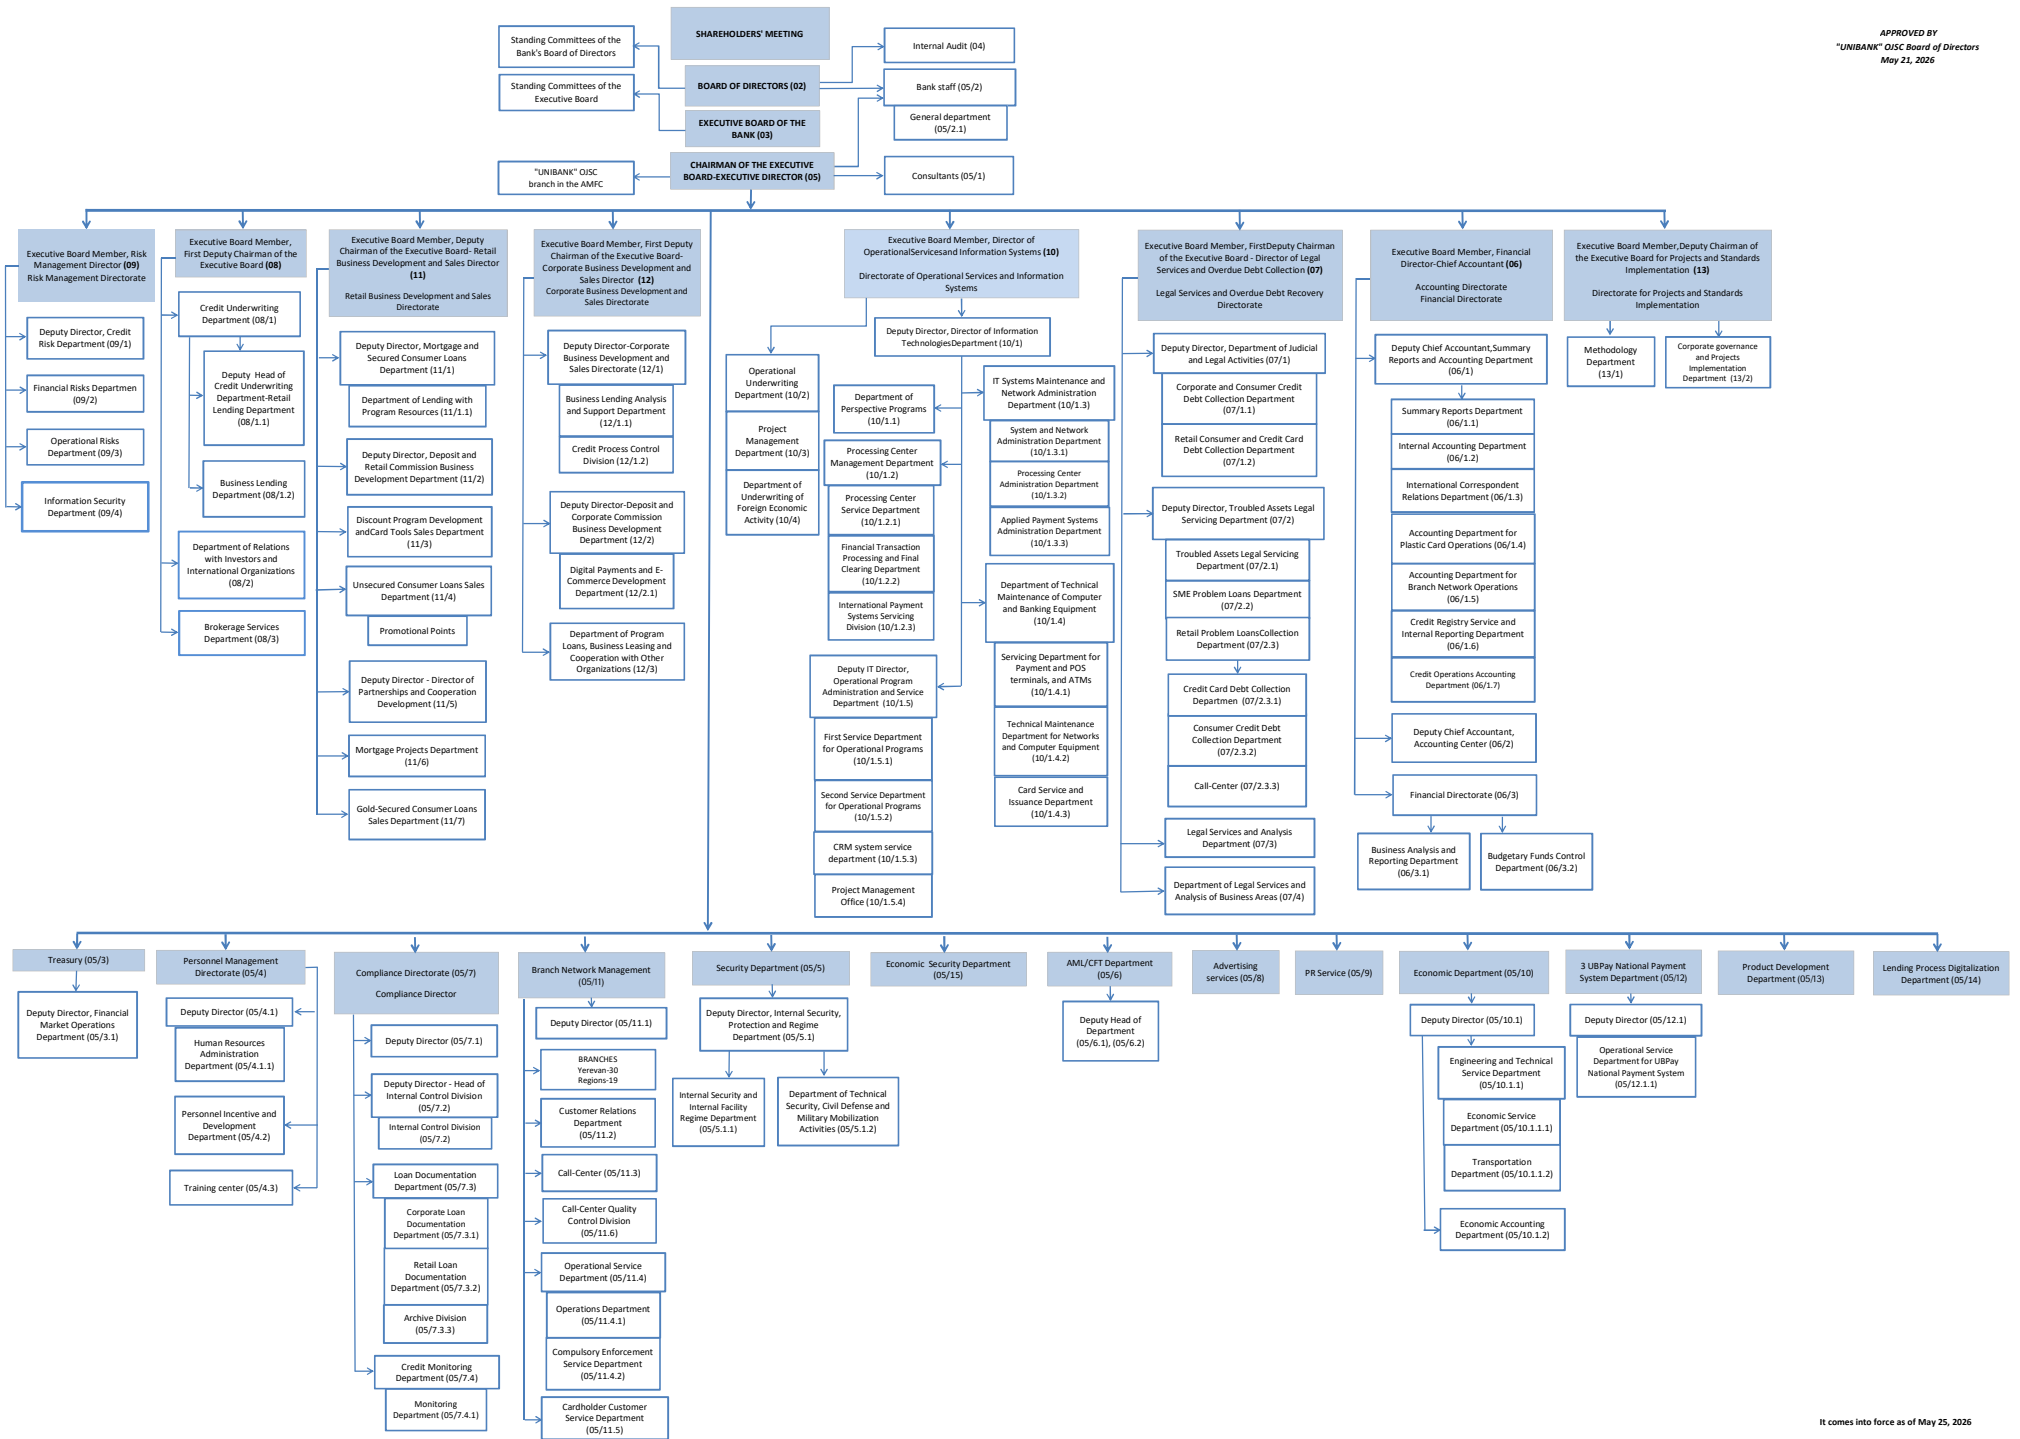 SHAREHOLDERS' MEETING
Standing Committees of the
Bank's Board of Directors
Internal Audit (04)
APPROVED BY
"UNIBANK" OJSC Board of Directors
May 21, 2026
BOARD OF DIRECTORS (02)
Standing Committees of the
Executive Board
Bank staff (05/2)
General department
(05/2.1)
EXECUTIVE BOARD OF THE
BANK (03)
CHAIRMAN OF THE EXECUTIVE
BOARD-EXECUTIVE DIRECTOR (05)
"UNIBANK" OJSC
branch in the AMFC
Consultants (05/1)
Executive Board Member, Risk
Management Director (09)
Risk Management Directorate
Deputy Director, Credit
Risk Department (09/1)
Financial Risks Departmen
(09/2)
Operational Risks
Department (09/3)
Information Security
Department (09/4)
Executive Board Member,
First Deputy Chairman of the
Executive Board (08)
Credit Underwriting
Department (08/1)
Deputy Head of
Credit Underwriting
Department-Retail
Lending Department
(08/1.1)
Business Lending
Department (08/1.2)
Department of Relations
with Investors and
International Organizations
(08/2)
Brokerage Services
Department (08/3)
Executive Board Member, Deputy
Chairman of the Executive Board- Retail
Business Development and Sales Director
(11)
Retail Business Development and Sales
Directorate
Deputy Director, Mortgage and
Secured Consumer Loans
Department (11/1)
Department of Lending with
Program Resources (11/1.1)
Deputy Director, Deposit and
Retail Commission Business
Development Department (11/2)
Discount Program Development
andCard Tools Sales Department
(11/3)
Unsecured Consumer Loans Sales
Department (11/4)
Promotional Points
Deputy Director - Director of
Partnerships and Cooperation
Development (11/5)
Mortgage Projects Department
(11/6)
Gold-Secured Consumer Loans
Sales Department (11/7)
Executive Board Member, First Deputy
Chairman of the Executive Board-
Corporate Business Development and
Sales Director (12)
Corporate Business Development and
Sales Directorate
Deputy Director-Corporate
Business Development and
Sales Directorate (12/1)
Business Lending Analysis
and Support Department
(12/1.1)
Credit Process Control
Division (12/1.2)
Deputy Director-Deposit and
Corporate Commission
Business Development
Department (12/2)
Digital Payments and E-
Commerce Development
Department (12/2.1)
Department of Program
Loans, Business Leasing and
Cooperation with Other
Organizations (12/3)
Executive Board Member, Director of
OperationalServicesand Information Systems (10)
Directorate of Operational Services and Information
Systems
Operational
Underwriting
Department (10/2)
Project
Management
Department (10/3)
Department of
Underwriting of
Foreign Economic
Activity (10/4)
Deputy Director, Director of Information
TechnologiesDepartment (10/1)
Department of
Perspective Programs
(10/1.1)
Processing Center
Management Department
(10/1.2)
Processing Center
Service Department
(10/1.2.1)
Financial Transaction
Processing and Final
Clearing Department
(10/1.2.2)
International Payment
Systems Servicing
Division (10/1.2.3)
Deputy IT Director,
Operational Program
Administration and Service
Department (10/1.5)
First Service Department
for Operational Programs
(10/1.5.1)
Second Service Department
for Operational Programs
(10/1.5.2)
CRM system service
department (10/1.5.3)
Project Management
Office (10/1.5.4)
IT Systems Maintenance and
Network Administration
Department (10/1.3)
System and Network
Administration Department
(10/1.3.1)
Processing Center
Administration Department
(10/1.3.2)
Applied Payment Systems
Administration Department
(10/1.3.3)
Department of Technical
Maintenance of Computer
and Banking Equipment
(10/1.4)
Servicing Department for
Payment and POS
terminals, and ATMs
(10/1.4.1)
Technical Maintenance
Department for Networks
and Computer Equipment
(10/1.4.2)
Card Service and
Issuance Department
(10/1.4.3)
Executive Board Member, FirstDeputy Chairman
of the Executive Board - Director of Legal
Services and Overdue Debt Collection (07)
Legal Services and Overdue Debt Recovery
Directorate
Deputy Director, Department of Judicial
and Legal Activities (07/1)
Corporate and Consumer Credit
Debt Collection Department
(07/1.1)
Retail Consumer and Credit Card
Debt Collection Department
(07/1.2)
Deputy Director, Troubled Assets Legal
Servicing Department (07/2)
Troubled Assets Legal Servicing
Department (07/2.1)
SME Problem Loans Department
(07/2.2)
Retail Problem LoansCollection
Department (07/2.3)
Credit Card Debt Collection
Departmen (07/2.3.1)
Consumer Credit Debt
Collection Department
(07/2.3.2)
Call-Center (07/2.3.3)
Legal Services and Analysis
Department (07/3)
Department of Legal Services and
Analysis of Business Areas (07/4)
Executive Board Member, Financial
Director-Chief Accountant (06)
Accounting Directorate
Financial Directorate
Deputy Chief Accountant,Summary
Reports and Accounting Department
(06/1)
Summary Reports Department
(06/1.1)
Internal Accounting Department
(06/1.2)
International Correspondent
Relations Department (06/1.3)
Accounting Department for
Plastic Card Operations (06/1.4)
Accounting Department for
Branch Network Operations
(06/1.5)
Credit Registry Service and
Internal Reporting Department
(06/1.6)
Credit Operations Accounting
Department (06/1.7)
Deputy Chief Accountant,
Accounting Center (06/2)
Financial Directorate (06/3)
Business Analysis and
Reporting Department
(06/3.1)
Budgetary Funds Control
Department (06/3.2)
Executive Board Member,Deputy Chairman of
the Executive Board for Projects and Standards
Implementation (13)
Directorate for Projects and Standards
Implementation
Methodology
Department
(13/1)
Corporate governance
and Projects
Implementation
Department (13/2)
Treasury (05/3)
Deputy Director, Financial
Market Operations
Department (05/3.1)
Personnel Management
Directorate (05/4)
Deputy Director (05/4.1)
Human Resources
Administration
Department (05/4.1.1)
Personnel Incentive and
Development
Department (05/4.2)
Training center (05/4.3)
Compliance Directorate (05/7)
Compliance Director
Deputy Director (05/7.1)
Deputy Director - Head of
Internal Control Division
(05/7.2)
Internal Control Division
(05/7.2)
Loan Documentation
Department (05/7.3)
Corporate Loan
Documentation
Department (05/7.3.1)
Retail Loan
Documentation
Department (05/7.3.2)
Archive Division
(05/7.3.3)
Credit Monitoring
Department (05/7.4)
Monitoring
Department (05/7.4.1)
Branch Network Management
(05/11)
Deputy Director (05/11.1)
BRANCHES
Yerevan-30
Regions-19
Customer Relations
Department
(05/11.2)
Call-Center (05/11.3)
Call-Center Quality
Control Division
(05/11.6)
Operational Service
Department (05/11.4)
Operations Department
(05/11.4.1)
Compulsory Enforcement
Service Department
(05/11.4.2)
Cardholder Customer
Service Department
(05/11.5)
Security Department (05/5)
Deputy Director, Internal Security,
Protection and Regime
Department (05/5.1)
Internal Security and
Internal Facility
Regime Department
(05/5.1.1)
Department of Technical
Security, Civil Defense and
Military Mobilization
Activities (05/5.1.2)
Economic Security Department
(05/15)
AML/CFT Department
(05/6)
Deputy Head of
Department
(05/6.1), (05/6.2)
Advertising
services (05/8)
PR Service (05/9)
Economic Department (05/10)
Deputy Director (05/10.1)
Engineering and Technical
Service Department
(05/10.1.1)
Economic Service
Department (05/10.1.1.1)
Transportation
Department (05/10.1.1.2)
Economic Accounting
Department (05/10.1.2)
3 UBPay National Payment
System Department (05/12)
Deputy Director (05/12.1)
Operational Service
Department for UBPay
National Payment System
(05/12.1.1)
Product Development
Department (05/13)
Lending Process Digitalization
Department (05/14)
It comes into force as of May 25, 2026